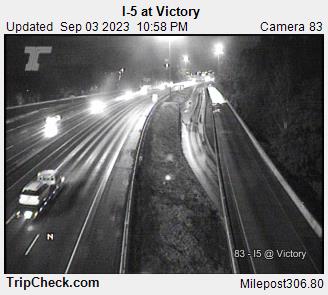 I-5 at Victory
Updated Sep 03 2023 10:58 PM Camera 83
T
N
83 - I5 @ Victory
TripCheck.com Milepost306.80